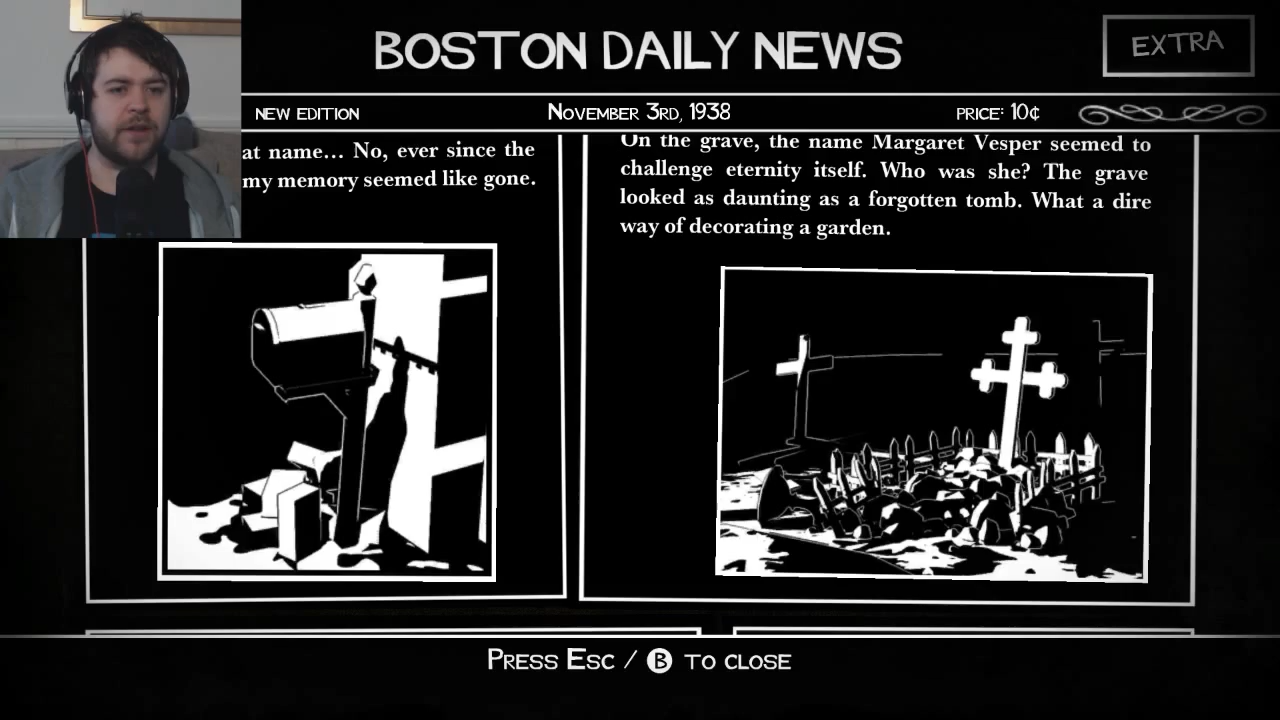 BOSTON DAILY NEWS
EXTRA
NEW EDITION
NOVEMBER 3RD, 1938
PRICE: 10¢
at name... No, ever since the
my memory seemed like gone.
On the grave, the name Margaret Vesper seemed to
challenge eternity itself. Who was she? The grave
looked as daunting as a forgotten tomb. What a dire
way of decorating a garden.
PRESS ESC / B TO CLOSE